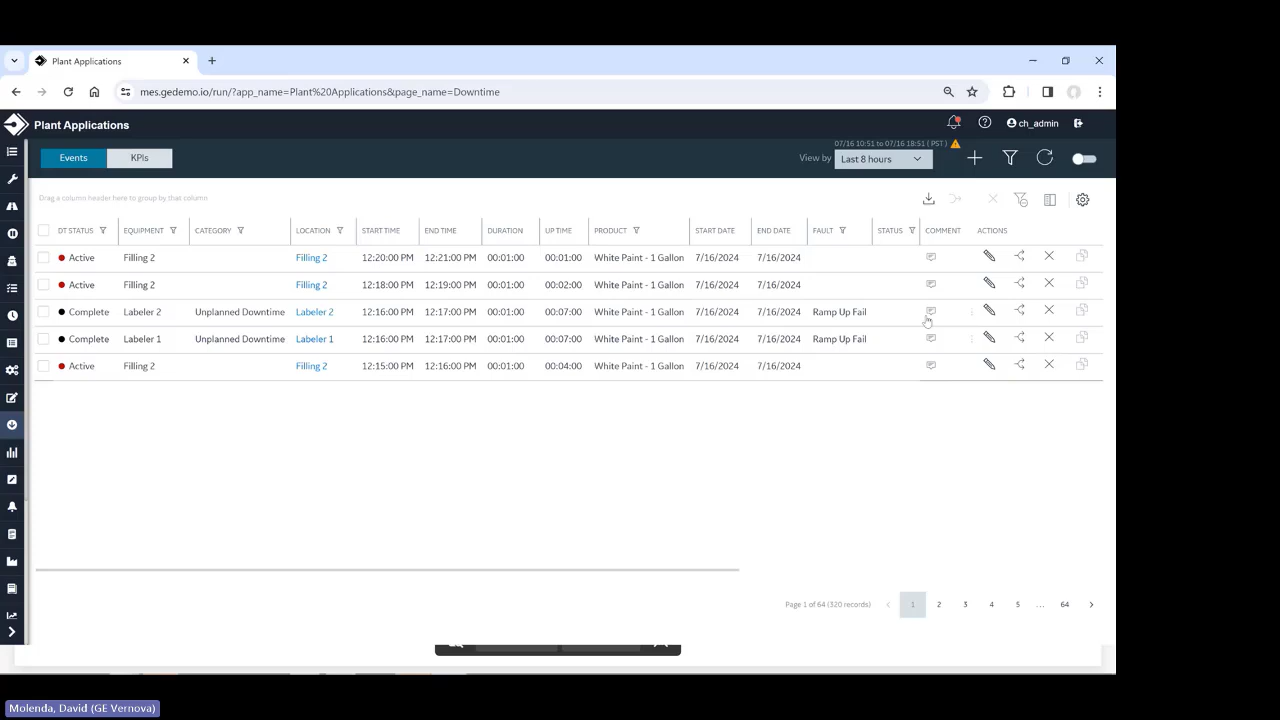 Plant Applications
mes.gedemo.io/run/?app_name=Plant%20Applications&page_name=Downtime
Plant Applications
ch_admin
Events KPIs
07/16 10:51 to 07/16 18:51 ( PST )
View by Last 8 hours
Drag a column header here to group by that column
DT STATUS EQUIPMENT CATEGORY LOCATION START TIME END TIME DURATION UP TIME PRODUCT START DATE END DATE FAULT STATUS COMMENT ACTIONS
Active Filling 2 Filling 2 12:20:00 PM 12:21:00 PM 00:01:00 00:01:00 White Paint - 1 Gallon 7/16/2024 7/16/2024
Active Filling 2 Filling 2 12:18:00 PM 12:19:00 PM 00:01:00 00:02:00 White Paint - 1 Gallon 7/16/2024 7/16/2024
Complete Labeler 2 Unplanned Downtime Labeler 2 12:16:00 PM 12:17:00 PM 00:01:00 00:07:00 White Paint - 1 Gallon 7/16/2024 7/16/2024 Ramp Up Fail
Complete Labeler 1 Unplanned Downtime Labeler 1 12:16:00 PM 12:17:00 PM 00:01:00 00:07:00 White Paint - 1 Gallon 7/16/2024 7/16/2024 Ramp Up Fail
Active Filling 2 Filling 2 12:15:00 PM 12:16:00 PM 00:01:00 00:04:00 White Paint - 1 Gallon 7/16/2024 7/16/2024
Page 1 of 64 (320 records) 1 2 3 4 5 ... 64
Molenda, David (GE Vernova)